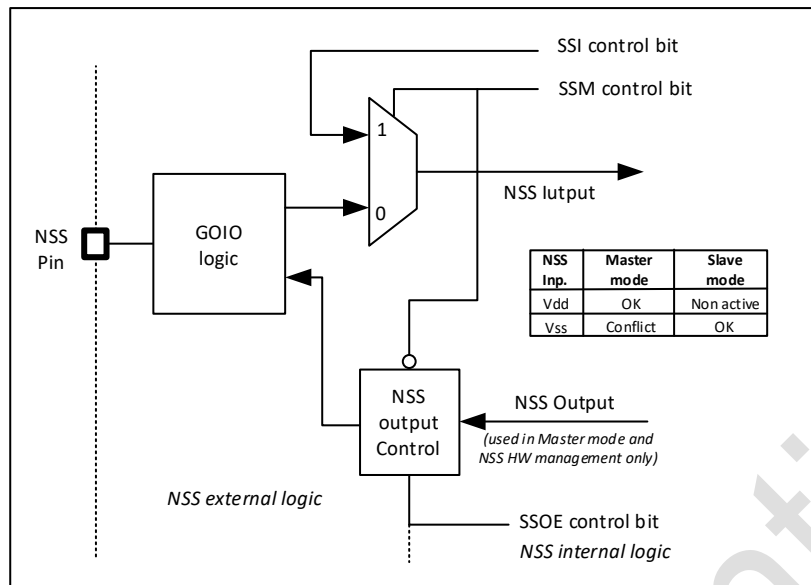 SSI control bit
SSM control bit
1
0
NSS Iutput
NSS
Pin
GOIO
logic
NSS Master Slave
Inp. mode mode
Vdd OK Non active
Vss Conflict OK
NSS
output
Control
NSS Output
(used in Master mode and
NSS HW management only)
NSS external logic
SSOE control bit
NSS internal logic